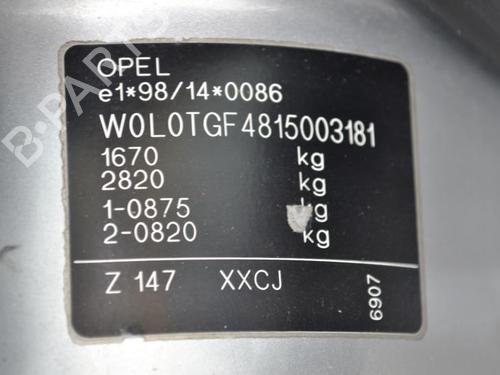 B-PARTS
OPEL
e1*98/14*0086
W0L0TGF4815003181
1670 kg
2820 kg
1-0875 kg
2-0820 kg
Z 147 XXCJ
6907